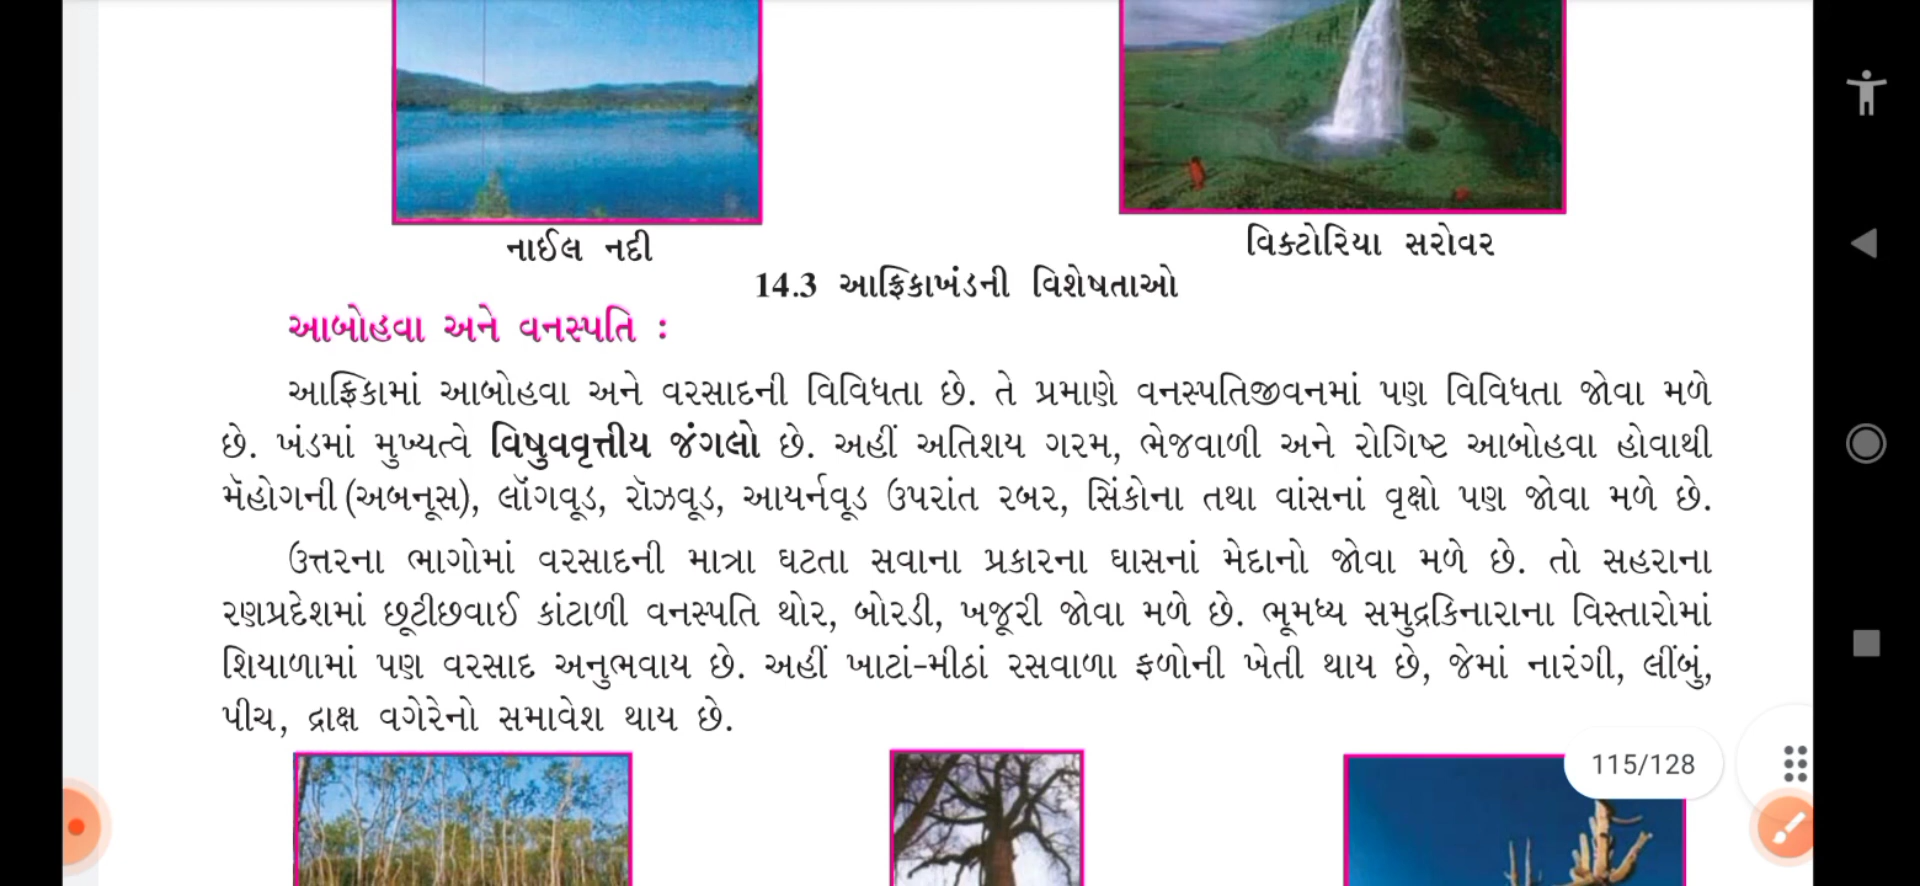 નાઈલ નદી
વિક્ટોરિયા સરોવર
14.3 આફ્રિકાખંડની વિશેષતાઓ
આબોહવા અને વનસ્પતિ :
આફ્રિકામાં આબોહવા અને વરસાદની વિવિધતા છે. તે પ્રમાણે વનસ્પતિજીવનમાં પણ વિવિધતા જોવા મળે
છે. ખંડમાં મુખ્યત્વે વિષુવવૃત્તીય જંગલો છે. અહીં અતિશય ગરમ, ભેજવાળી અને રોગિષ્ટ આબોહવા હોવાથી
મૅહોગની (અબનૂસ), લૉંગવૂડ, રૉઝવૂડ, આયર્નવૂડ ઉપરાંત રબર, સિંકોના તથા વાંસનાં વૃક્ષો પણ જોવા મળે છે.
ઉત્તરના ભાગોમાં વરસાદની માત્રા ઘટતા સવાના પ્રકારના ઘાસનાં મેદાનો જોવા મળે છે. તો સહરાના
રણપ્રદેશમાં છૂટીછવાઈ કાંટાળી વનસ્પતિ થોર, બોરડી, ખજૂરી જોવા મળે છે. ભૂમધ્ય સમુદ્રકિનારાના વિસ્તારોમાં
શિયાળામાં પણ વરસાદ અનુભવાય છે. અહીં ખાટાં-મીઠાં રસવાળા ફળોની ખેતી થાય છે, જેમાં નારંગી, લીંબું,
પીચ, દ્રાક્ષ વગેરેનો સમાવેશ થાય છે.
115/128